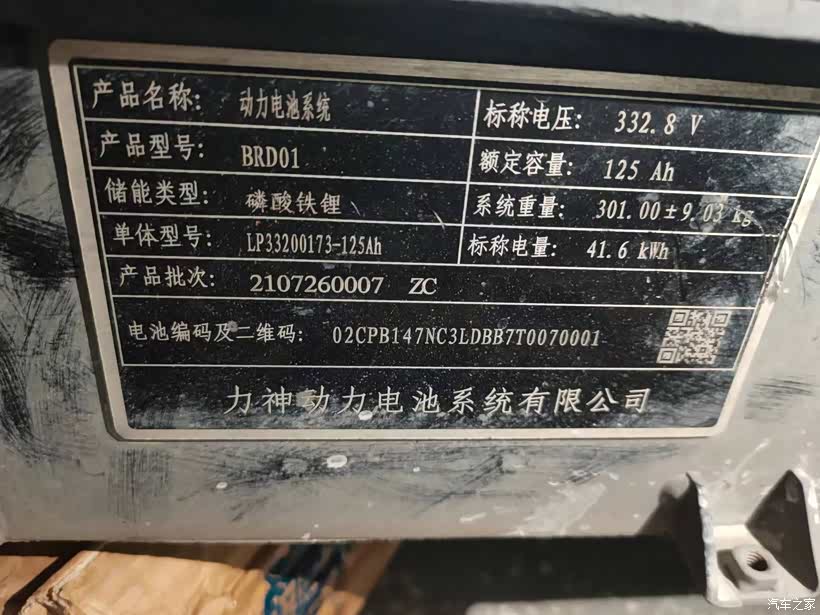 产品名称: 动力电池系统 标称电压: 332.8 V
产品型号: BRD01 额定容量: 125 Ah
储能类型: 磷酸铁锂 系统重量: 301.00±9.03 kg
单体型号: LP33200173-125Ah 标称电量: 41.6 kWh
产品批次: 2107260007 ZC
电池编码及二维码: 02CPB147NC3LDBB7T0070001
力神动力电池系统有限公司
汽车之家